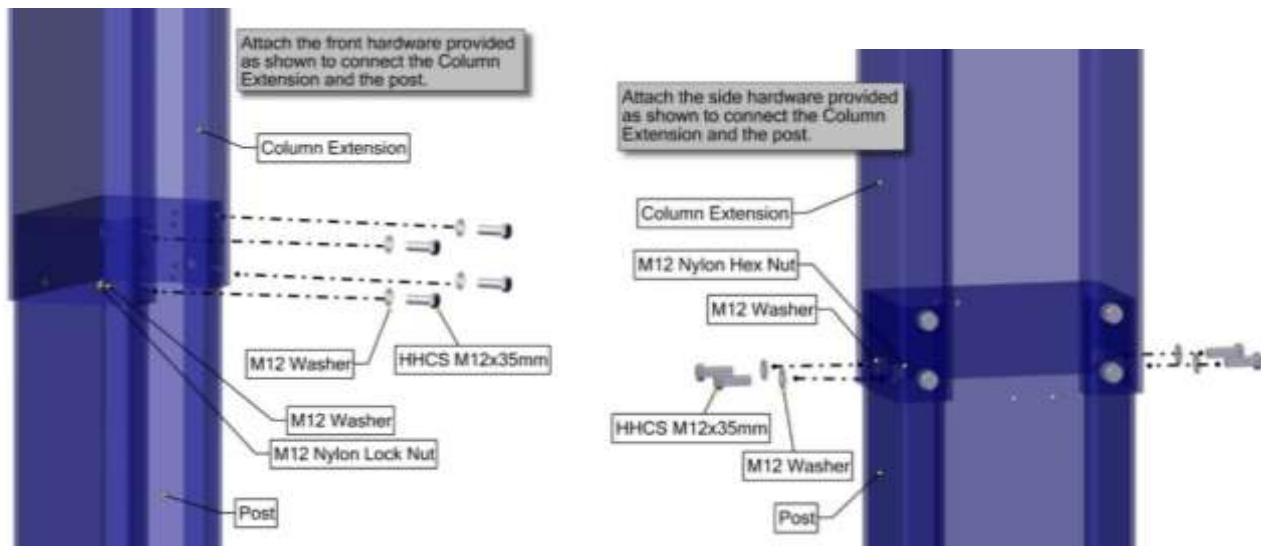 Attach the front hardware provided
as shown to connect the Column
Extension and the post.
Column Extension
M12 Washer
HHCS M12x35mm
M12 Washer
M12 Nylon Lock Nut
Post
Attach the side hardware provided
as shown to connect the Column
Extension and the post.
Column Extension
M12 Nylon Hex Nut
M12 Washer
HHCS M12x35mm
M12 Washer
Post